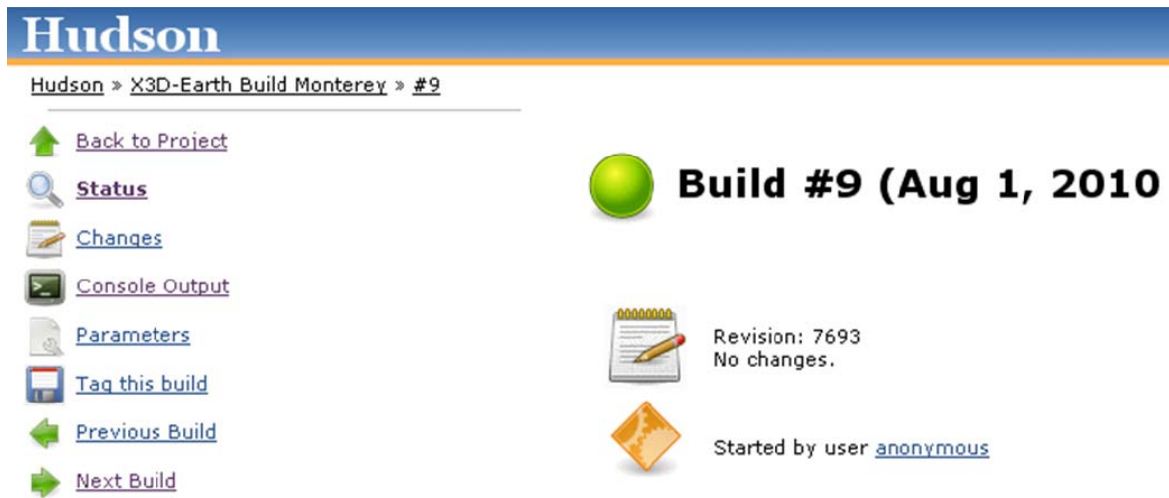 Hudson
Hudson » X3D-Earth Build Monterey » #9
Back to Project
Status
Changes
Console Output
Parameters
Tag this build
Previous Build
Next Build
Build #9 (Aug 1, 2010
Revision: 7693
No changes.
Started by user anonymous